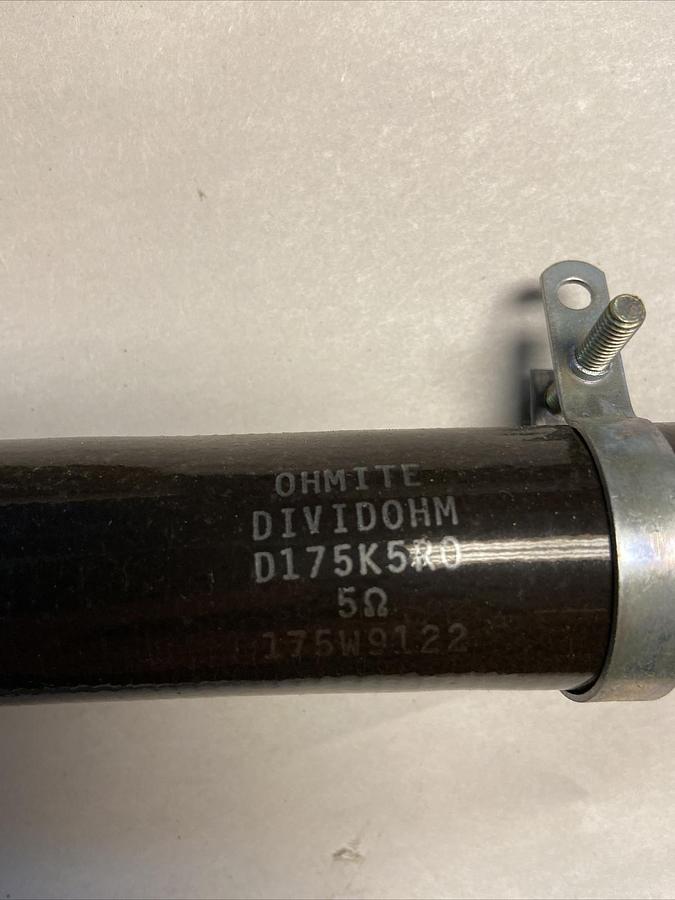 OHMITE
DIVIDOHM
D175K5R0
5Ω
175W9122